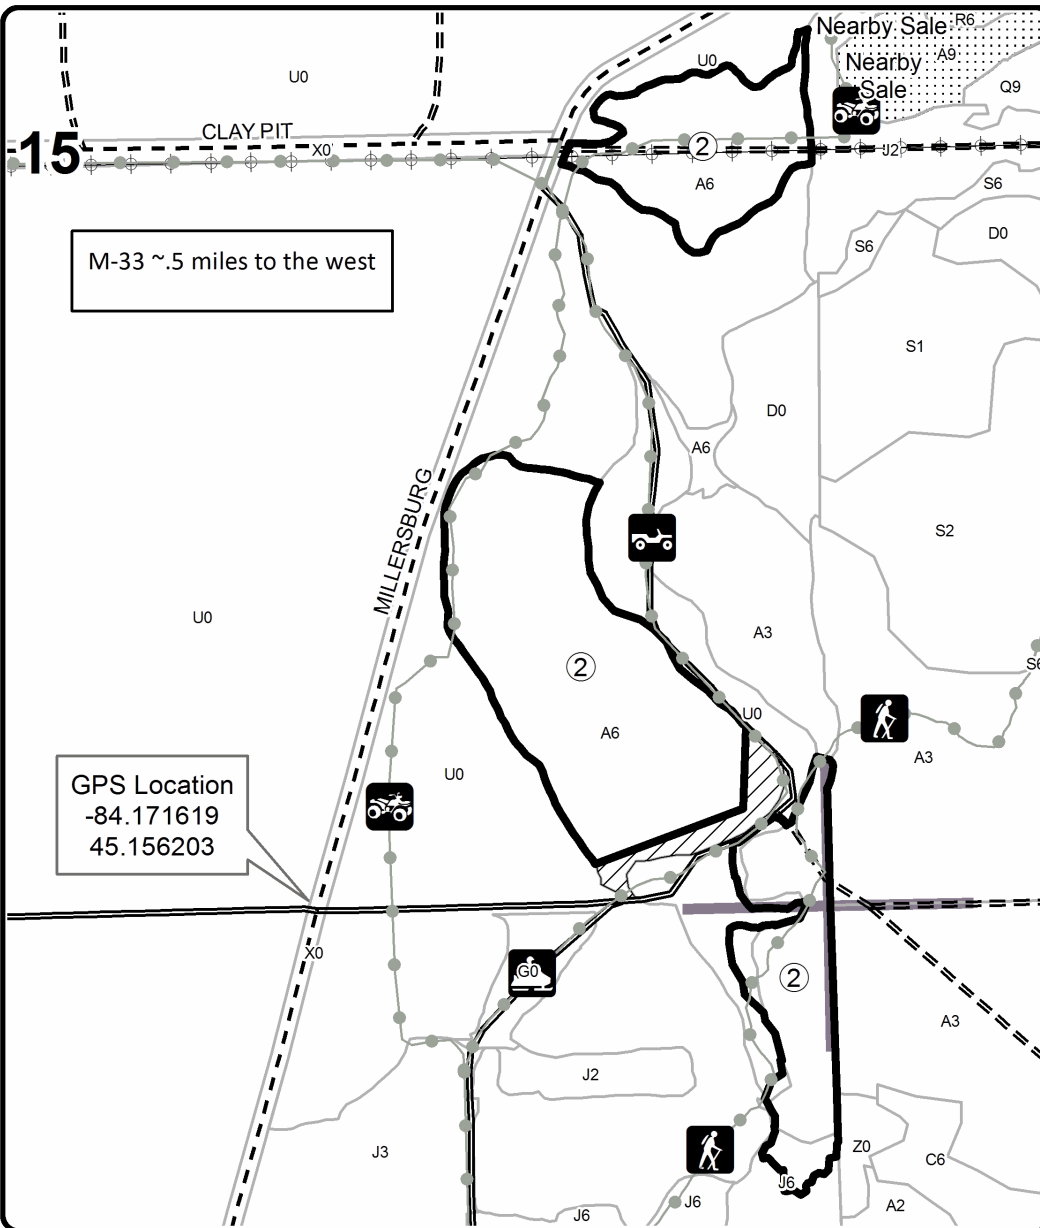 Nearby Sale
R6
U0
A9
Nearby
Sale
U0
Q9
CLAY PIT
15
X0
2
J2
A6
S6
D0
S6
M-33 ~.5 miles to the west
S1
D0
A6
MILLERSBURG
S2
U0
A3
S6
2
U0
A6
A3
U0
GPS Location
-84.171619
45.156203
X0
G0
2
A3
J2
J3
Z0
C6
J6
J6
J6
A2